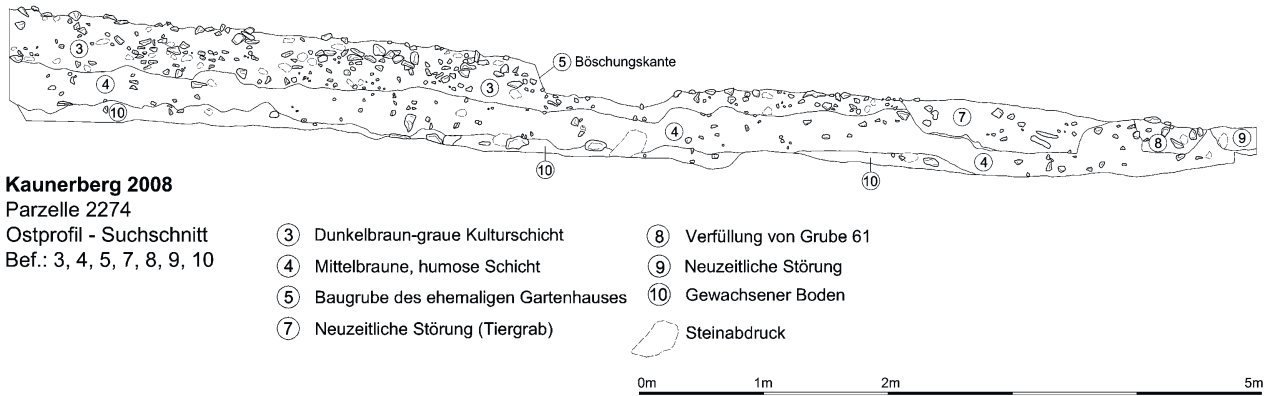 3
4
10
3
5 Böschungskante
4
10
10
7
4
8
9
Kaunerberg 2008
Parzelle 2274
Ostprofil - Suchschnitt
Bef.: 3, 4, 5, 7, 8, 9, 10
3 Dunkelbraun-graue Kulturschicht
4 Mittelbraune, humose Schicht
5 Baugrube des ehemaligen Gartenhauses
7 Neuzeitliche Störung (Tiergrab)
8 Verfüllung von Grube 61
9 Neuzeitliche Störung
10 Gewachsener Boden
Steinabdruck
0m 1m 2m 5m